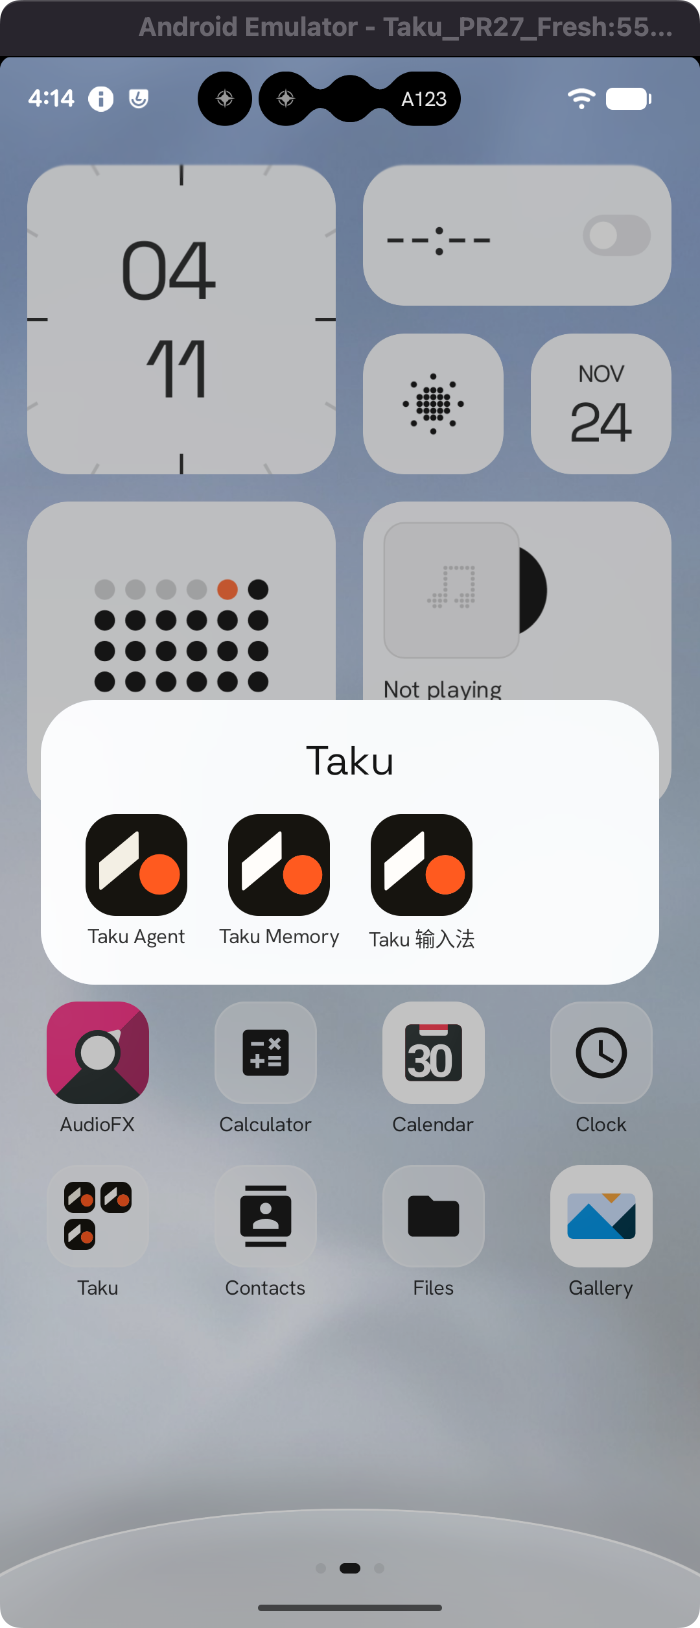 Android Emulator - Taku_PR27_Fresh:55...
4:14
A123
04
11
--:--
NOV
24
Not playing
Taku
Taku Agent
Taku Memory
Taku 输入法
AudioFX
Calculator
30
Calendar
Clock
Taku
Contacts
Files
Gallery